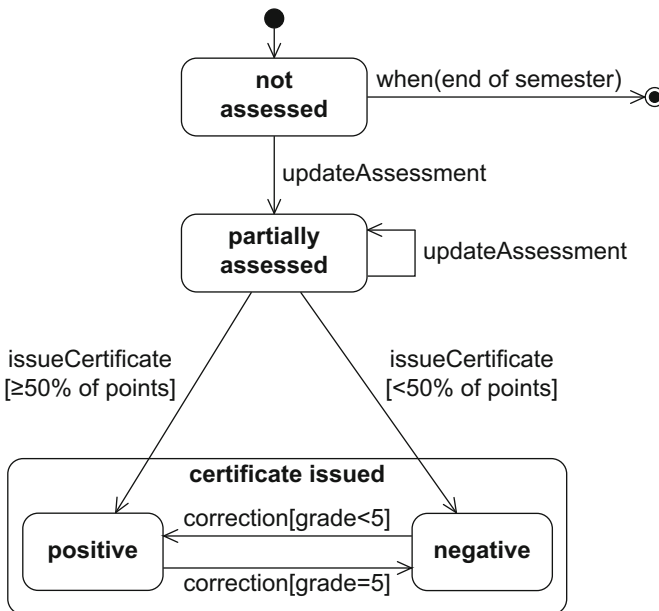 not
assessed
when(end of semester)
updateAssessment
partially
assessed
updateAssessment
issueCertificate
[≥50% of points]
issueCertificate
[<50% of points]
certificate issued
positive
correction[grade<5]
negative
correction[grade=5]